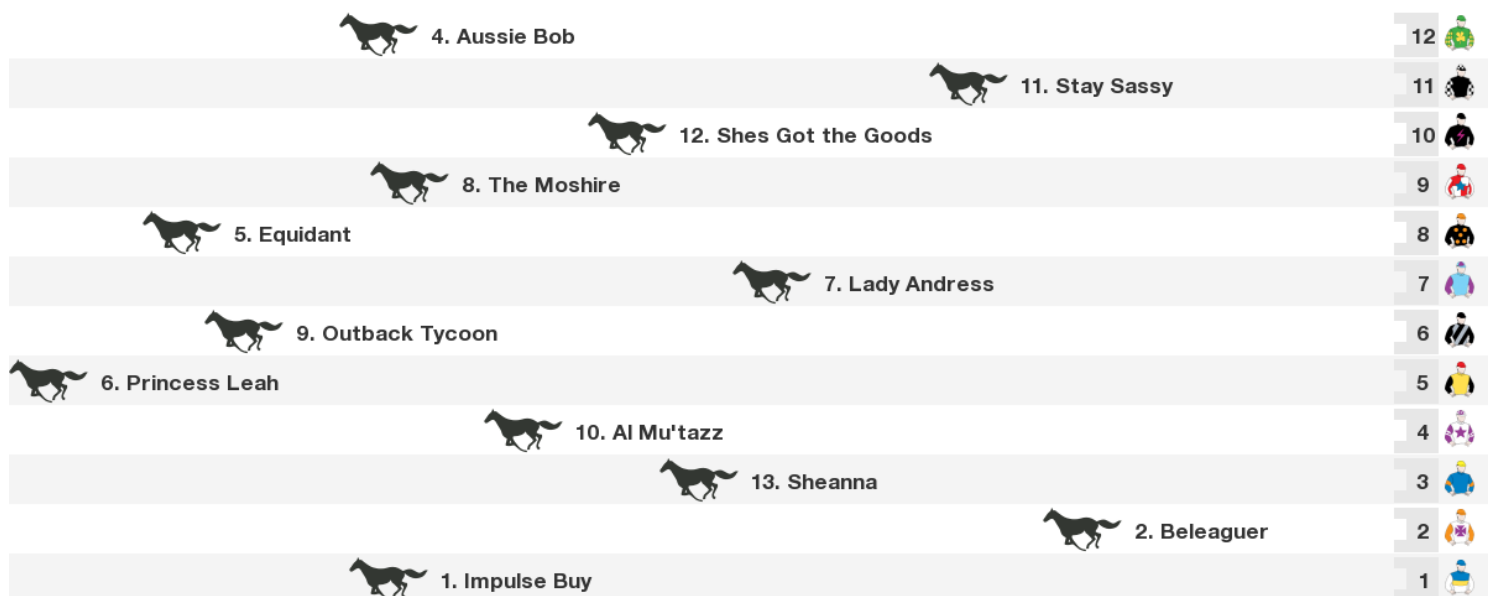 4. Aussie Bob 12
11. Stay Sassy 11
12. Shes Got the Goods 10
8. The Moshire 9
5. Equidant 8
7. Lady Andress 7
9. Outback Tycoon 6
6. Princess Leah 5
10. Al Mu'tazz 4
13. Sheanna 3
2. Beleaguer 2
1. Impulse Buy 1